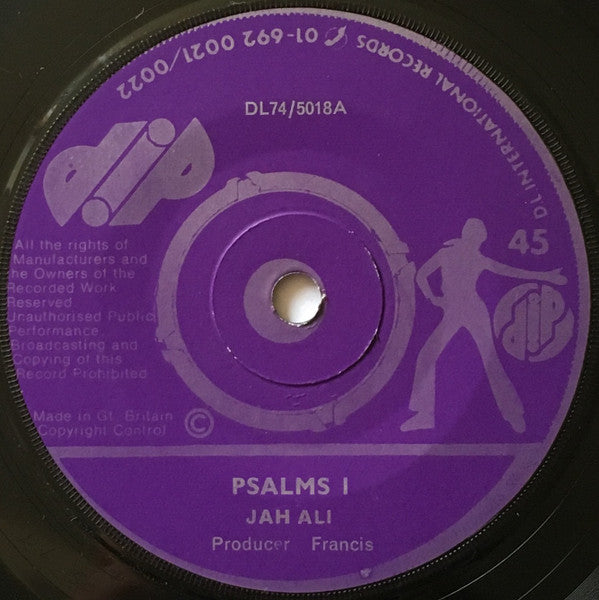 DL INTERNATIONAL RECORDS 01-692 0021/0022
DL74/5018A
dip
45
dip
All the rights of
Manufacturers and
he Owners of the
Recorded Work
Reserved
Unauthorised Public
Performance,
Broadcasting and
Copying of this
Record Prohibited
Made in Gt. Britain
Copyright Control
©
PSALMS I
JAH ALI
Producer Francis